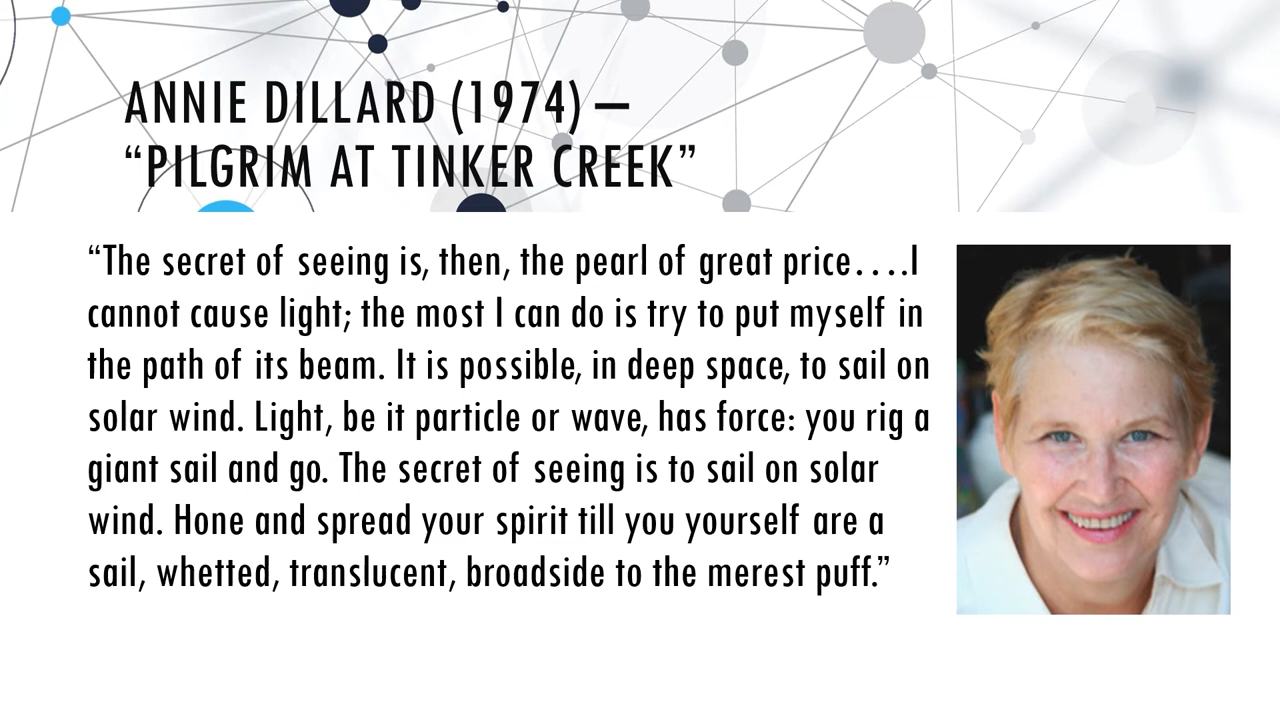 ANNIE DILLARD (1974) –
“PILGRIM AT TINKER CREEK”
“The secret of seeing is, then, the pearl of great price….I
cannot cause light; the most I can do is try to put myself in
the path of its beam. It is possible, in deep space, to sail on
solar wind. Light, be it particle or wave, has force: you rig a
giant sail and go. The secret of seeing is to sail on solar
wind. Hone and spread your spirit till you yourself are a
sail, whetted, translucent, broadside to the merest puff.”